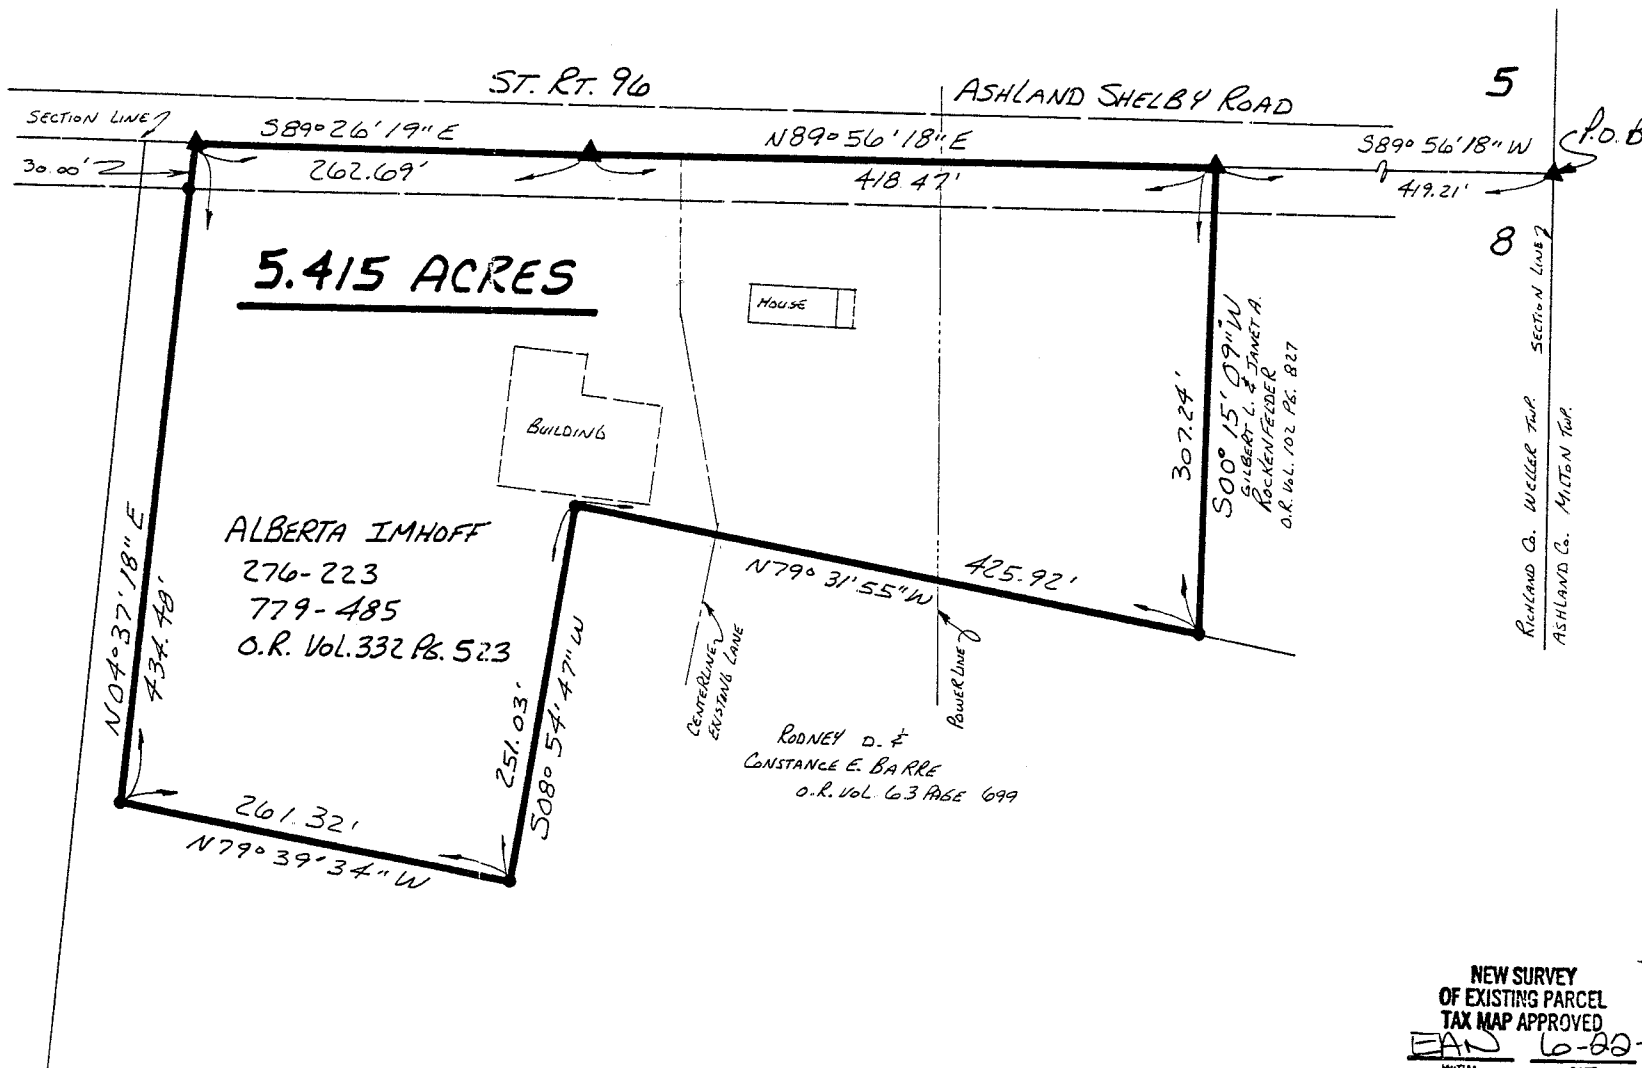 ST. RT. 96
ASHLAND SHELBY ROAD
5
SECTION LINE
S89° 26' 19" E
N89° 56' 18" E
S89° 56' 18" W
P.O.B
30.00'
262.69'
418.47'
419.21'
8
5.415 ACRES
HOUSE
SECTION LINE
BUILDING
307.24'
S00° 15' 09" W
GILBERT L. & JANET A.
ROCKENFELDER
O.R. VOL. 102 PG. 827
RICHLAND CO. WELLER TWP.
ASHLAND CO. MILTON TWP.
ALBERTA IMHOFF
276-223
779-485
O.R. VOL. 332 PG. 523
N04° 37' 18" E
434.48'
N79° 31' 55" W
425.92'
251.03'
S08° 54' 47" W
CENTERLINE
EXISTING LANE
POWER LINE
RODNEY D. &
CONSTANCE E. BARRE
O.R. VOL. 63 PAGE 699
261.32'
N79° 39' 34" W
NEW SURVEY
OF EXISTING PARCEL
TAX MAP APPROVED
EAN 6-22-